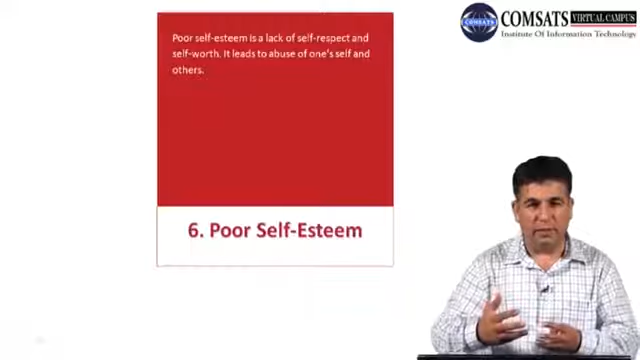 COMSATS VIRTUAL CAMPUS
Institute Of Information Technology
Poor self-esteem is a lack of self-respect and
self-worth. It leads to abuse of one's self and
others.
6. Poor Self-Esteem